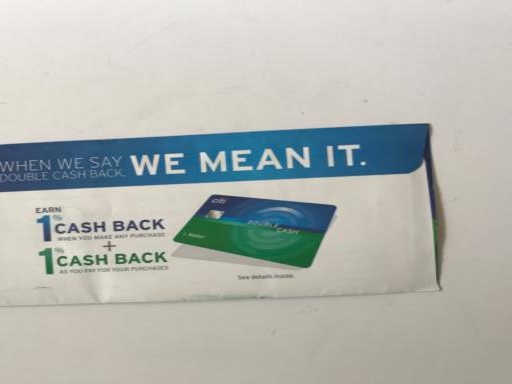 WHEN WE SAY
DOUBLE CASH BACK,
WE MEAN IT.
EARN
1% CASH BACK
WHEN YOU MAKE ANY PURCHASE
+
1% CASH BACK
AS YOU PAY FOR YOUR PURCHASES
citi
DOUBLE
CASH
See details inside.